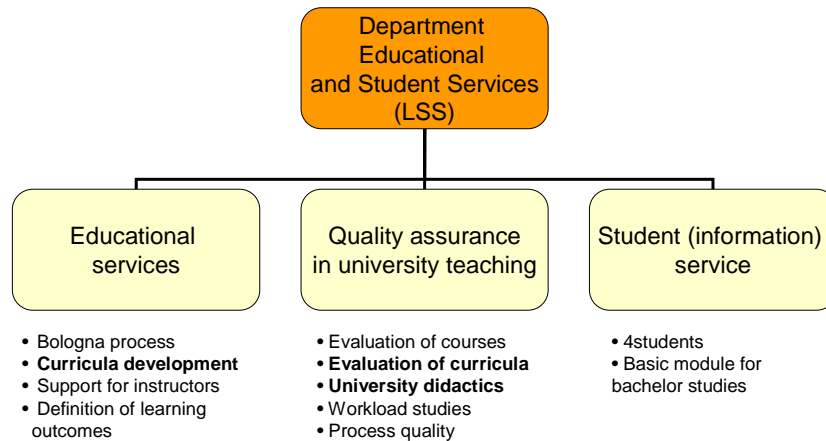 Department
Educational
and Student Services
(LSS)
Educational
services
Quality assurance
in university teaching
Student (information)
service
• Bologna process
• Curricula development
• Support for instructors
• Definition of learning
outcomes
• Evaluation of courses
• Evaluation of curricula
• University didactics
• Workload studies
• Process quality
• 4students
• Basic module for
bachelor studies